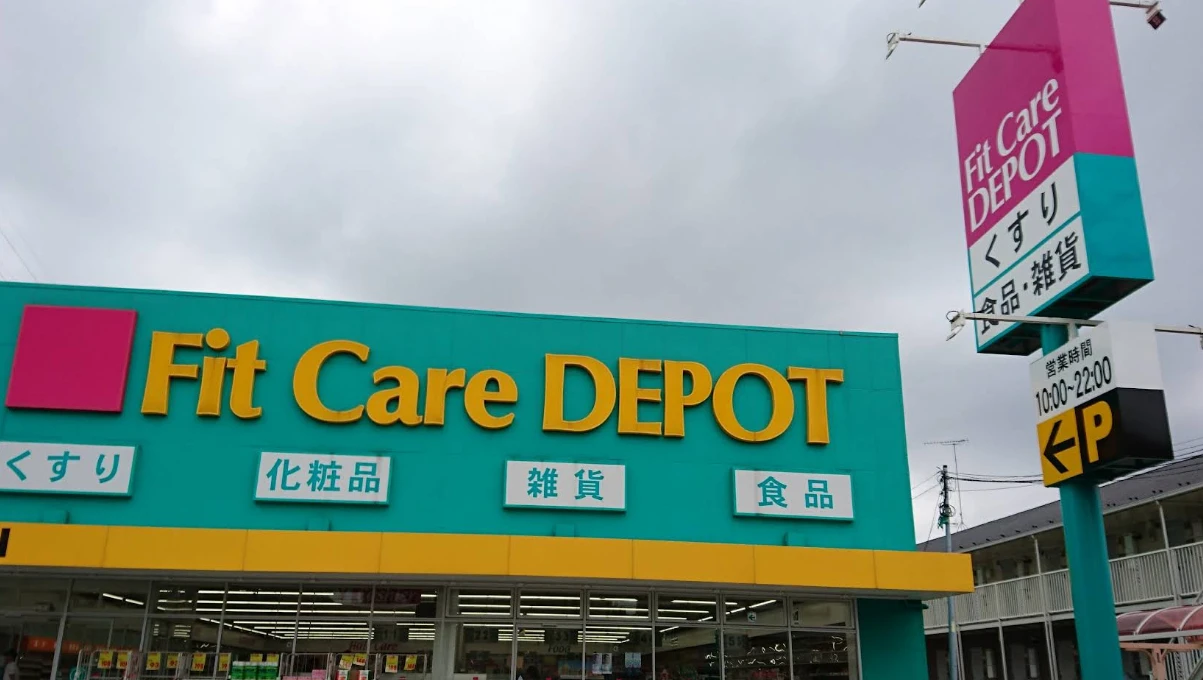 Fit Care DEPOT
くすり
化粧品
雑貨
食品
Fit Care
DEPOT
くすり
食品・雑貨
営業時間
10:00~22:00
P